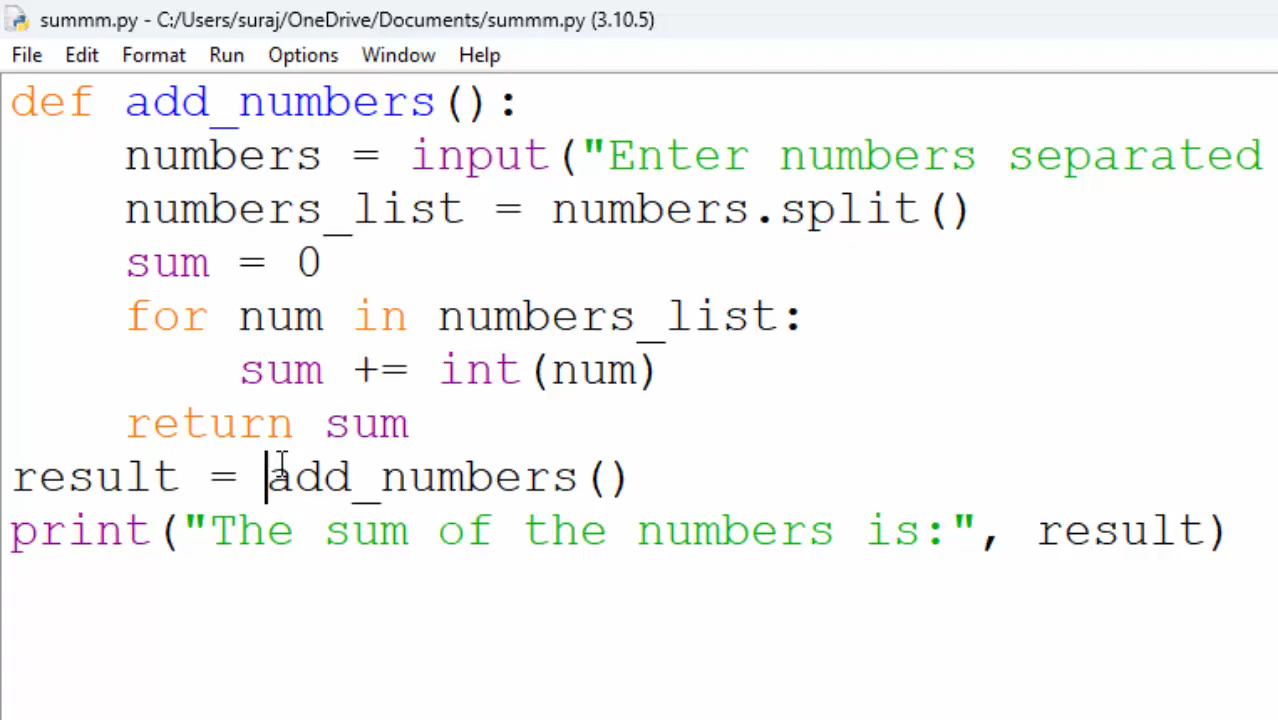 summm.py - C:/Users/suraj/OneDrive/Documents/summm.py (3.10.5)
File Edit Format Run Options Window Help
def add_numbers():
    numbers = input("Enter numbers separated
    numbers_list = numbers.split()
    sum = 0
    for num in numbers_list:
        sum += int(num)
    return sum
result = add_numbers()
print("The sum of the numbers is:", result)